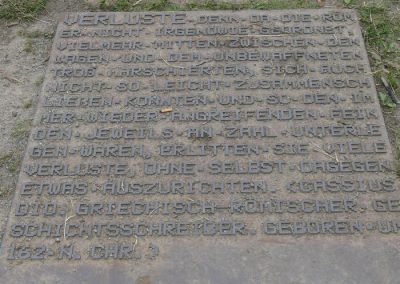 VERLUSTE. DENN DA DIE RÖM
ER NICHT IRGENDWIE GEORDNET,
VIELMEHR MITTEN ZWISCHEN DEN
WAGEN UND DEM UNBEWAFFNETEN
TROß MARSCHIERTEN, SICH AUCH
NICHT SO LEICHT ZUSAMMENSCH
LIEßEN KONNTEN UND SO DEN IM
MER WIEDER ANGREIFENDEN FEIN
DEN JEWEILS AN ZAHL UNTERLE
GEN WAREN, ERLITTEN SIE VIELE
VERLUSTE, OHNE SELBST DAGEGEN
ETWAS AUSZURICHTEN. (CASSIUS
DIO, GRIECHISCH-RÖMISCHER GE
SCHICHTSSCHREIBER, GEBOREN UM
162 N. CHR.)